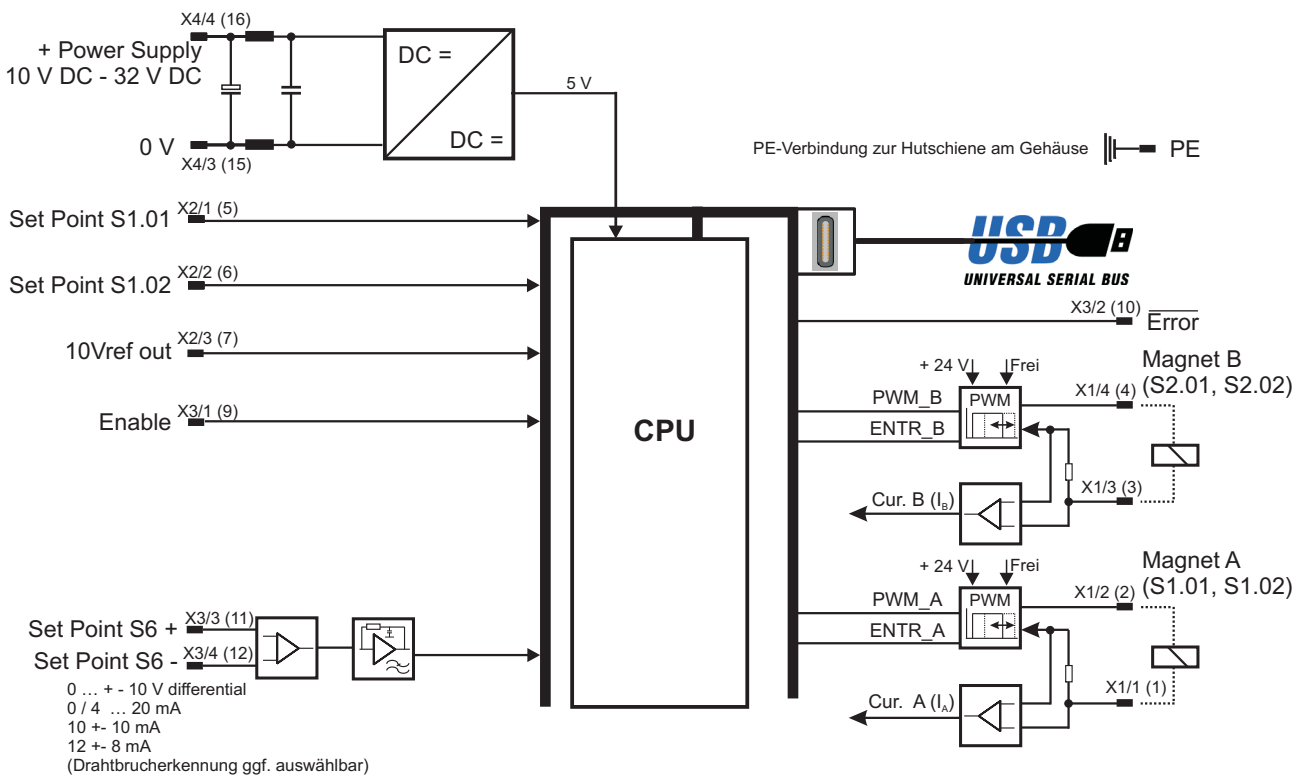 X4/4 (16)
+ Power Supply
10 V DC - 32 V DC
0 V
X4/3 (15)
DC =
DC =
5 V
PE-Verbindung zur Hutschiene am Gehäuse
PE
Set Point S1.01 X2/1 (5)
Set Point S1.02 X2/2 (6)
10Vref out X2/3 (7)
Enable X3/1 (9)
CPU
USB
UNIVERSAL SERIAL BUS
X3/2 (10)
Error
+ 24 V Frei
PWM_B
ENTR_B
PWM
X1/4 (4)
Magnet B
(S2.01, S2.02)
X1/3 (3)
Cur. B (I_B)
+ 24 V Frei
PWM_A
ENTR_A
PWM
X1/2 (2)
Magnet A
(S1.01, S1.02)
X1/1 (1)
Cur. A (I_A)
Set Point S6 + X3/3 (11)
Set Point S6 - X3/4 (12)
0 ... + - 10 V differential
0 / 4 ... 20 mA
10 +- 10 mA
12 +- 8 mA
(Drahtbrucherkennung ggf. auswählbar)